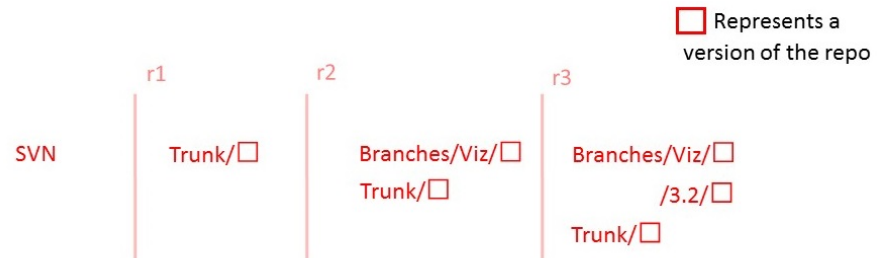 Represents a
version of the repo
r1
r2
r3
SVN
Trunk/
Branches/Viz/
Trunk/
Branches/Viz/
/3.2/
Trunk/